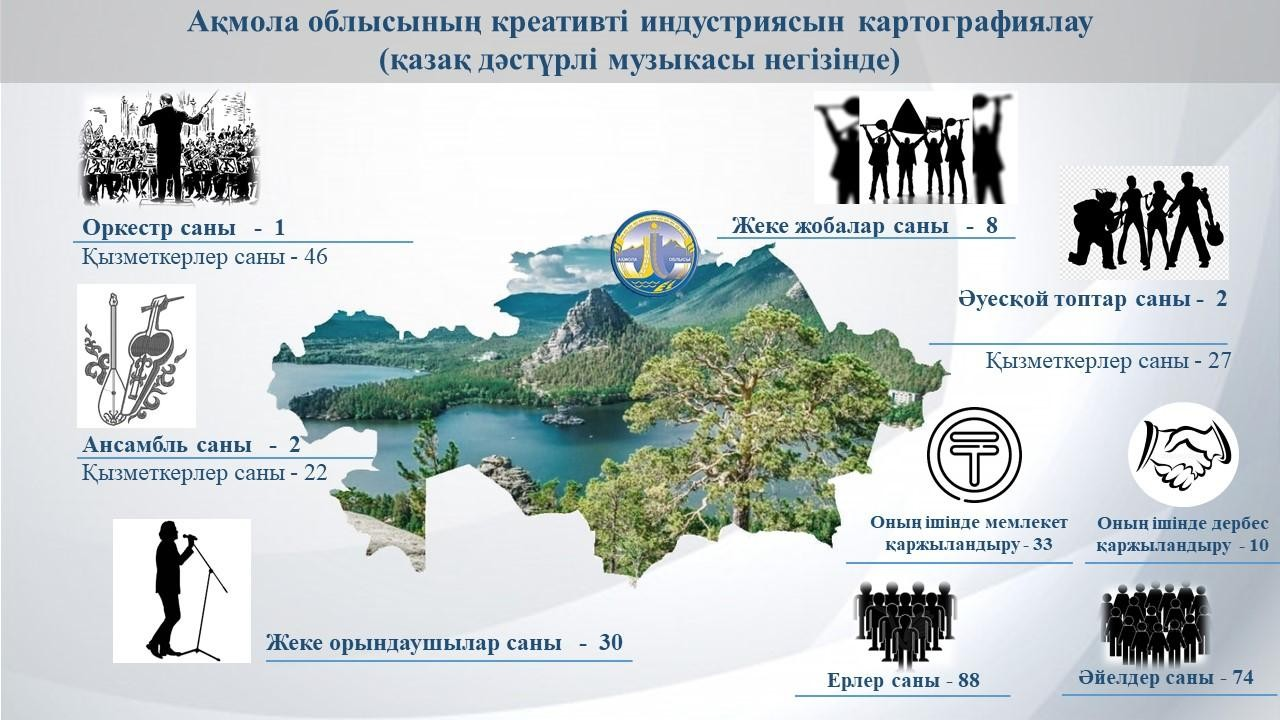 Ақмола облысының креативті индустриясын картографиялау
(қазақ дәстүрлі музыкасы негізінде)
Оркестр саны - 1
Қызметкерлер саны - 46
Ансамбль саны - 2
Қызметкерлер саны - 22
Жеке орындаушылар саны - 30
АҚМОЛА ОБЛЫСЫ
Жеке жобалар саны - 8
Әуесқой топтар саны - 2
Қызметкерлер саны - 27
Оның ішінде мемлекет
қаржыландыру - 33
Оның ішінде дербес
қаржыландыру - 10
Ерлер саны - 88
Әйелдер саны - 74